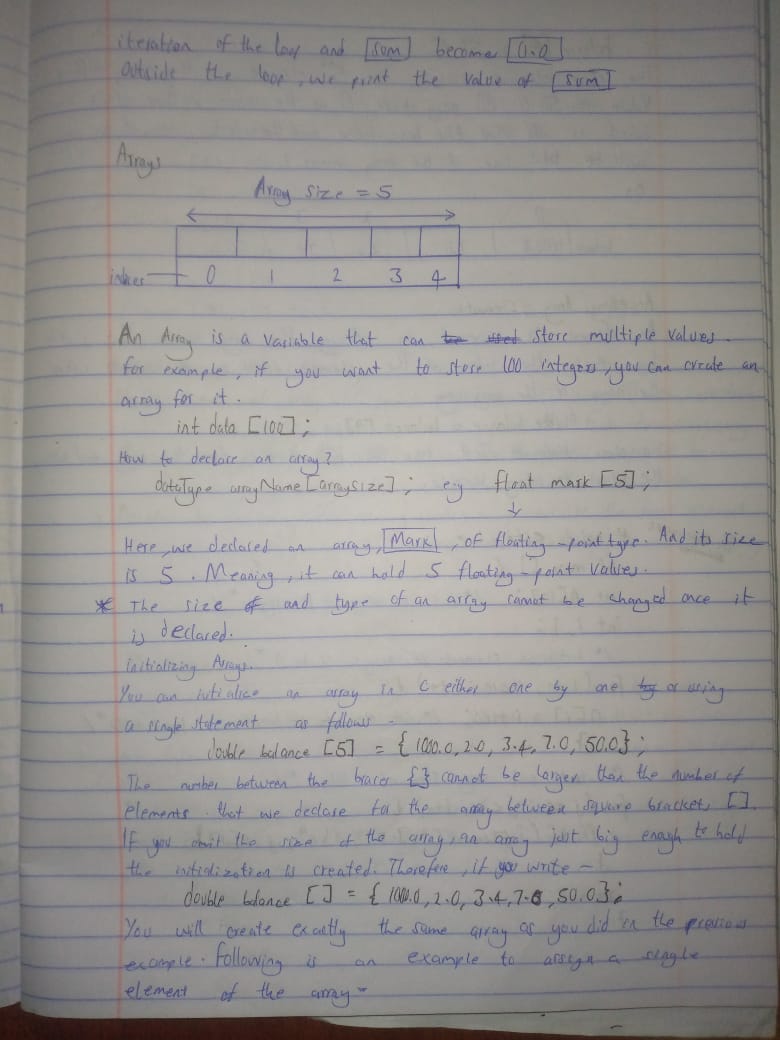 iteration of the loop and sum become 0.0
Outside the loop, we print the value of sum
Arrays
Array size = 5
indices 0 1 2 3 4
An Array is a variable that can be used store multiple values.
for example, if you want to store 100 integers, you can create an
array for it.
int data [100];
How to declare an array?
dataType arrayName [arraysize]; e.g float mark [5];
Here, we declared an array, Mark, of floating-point type. And its size
is 5. Meaning, it can hold 5 floating-point values.
* The size of and type of an array cannot be changed once it
is declared.
Initializing Arrays.
You can initialize an array in C either one by one by or using
a single statement as follows -
double balance [5] = {1000.0, 2.0, 3.4, 7.0, 50.0};
The number between the braces {} cannot be larger than the number of
elements that we declare for the array between square brackets [].
If you omit the size of the array, an array just big enough to hold
the initialization is created. Therefore, if you write -
double balance [] = {1000.0, 2.0, 3.4, 7.0, 50.0};
You will create exactly the same array as you did in the previous
example. Following is an example to assign a single
element of the array -